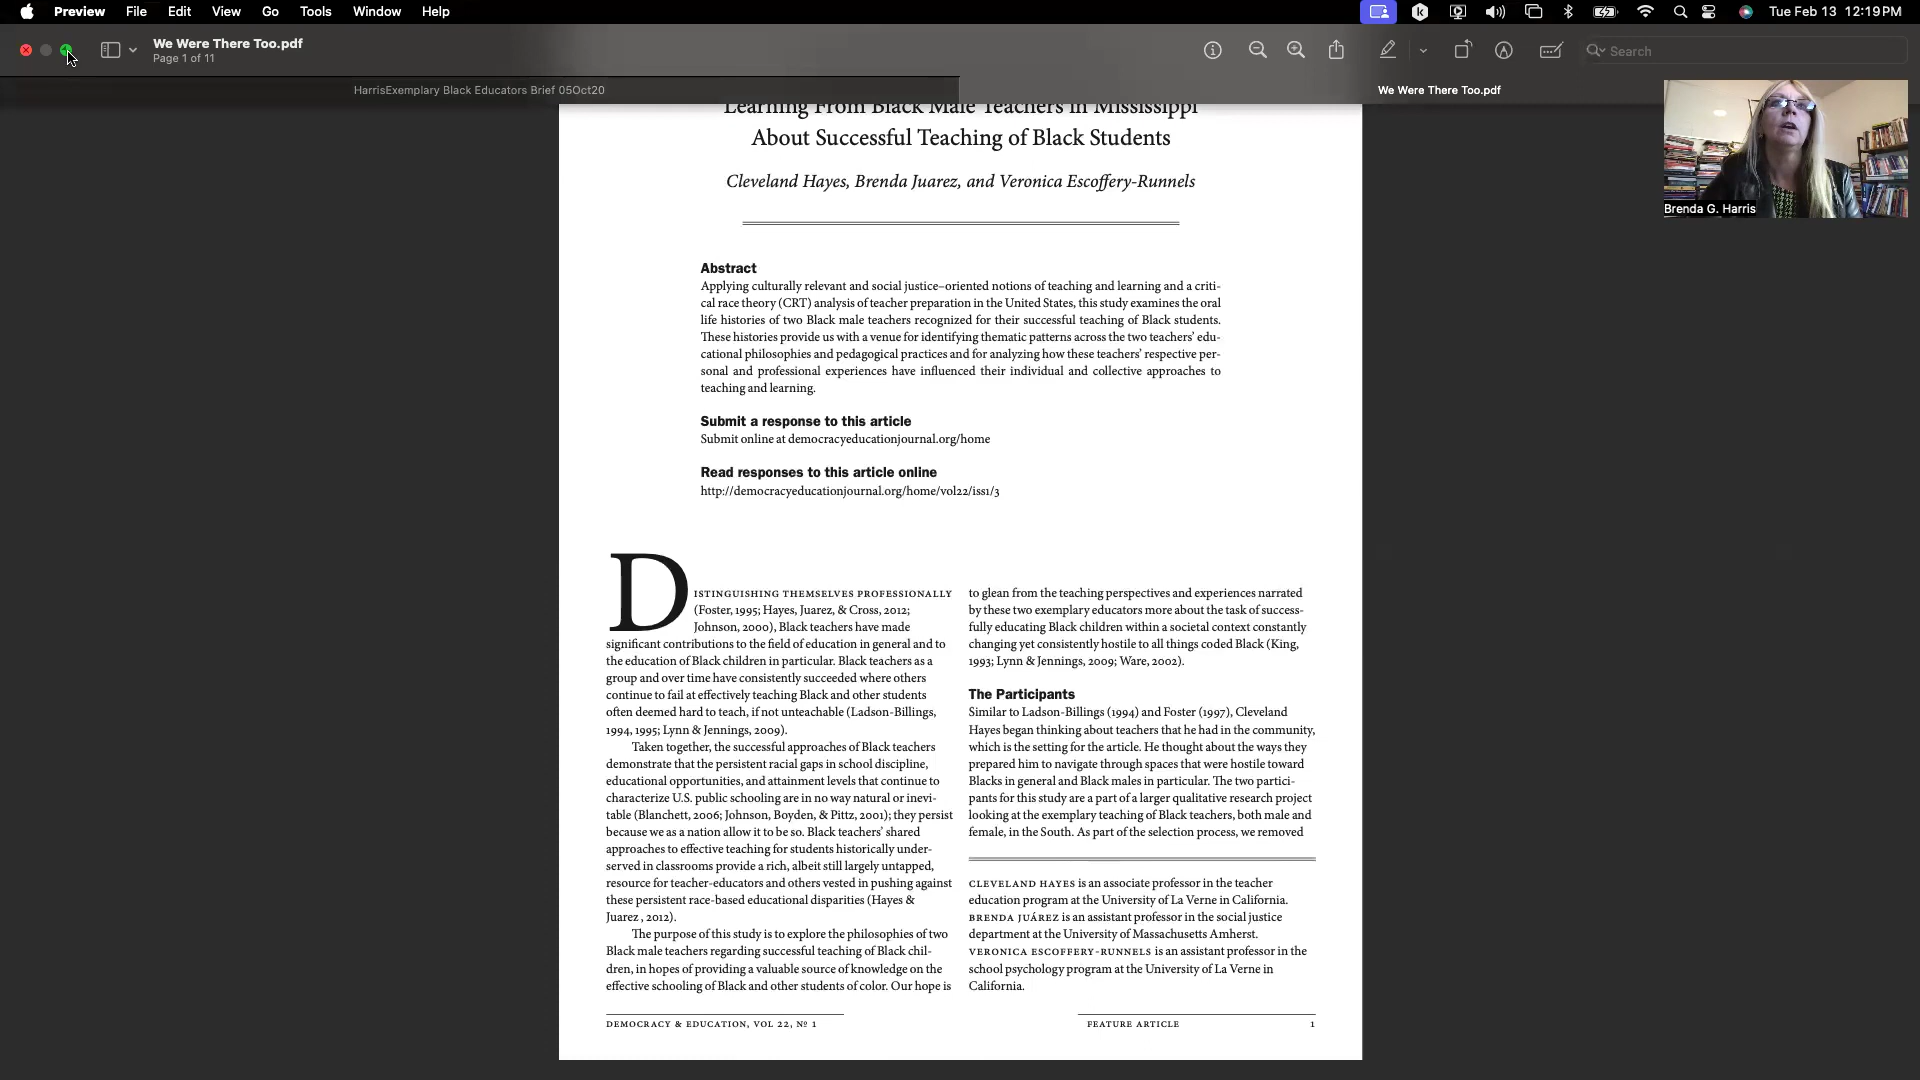 Preview File Edit View Go Tools Window Help
Tue Feb 13 12:19 PM
We Were There Too.pdf
Page 1 of 11
Search
HarrisExemplary Black Educators Brief 05Oct20
We Were There Too.pdf
Brenda G. Harris
Learning From Black Male Teachers in Mississippi
About Successful Teaching of Black Students
Cleveland Hayes, Brenda Juarez, and Veronica Escoffery-Runnels
Abstract
Applying culturally relevant and social justice–oriented notions of teaching and learning and a criti-
cal race theory (CRT) analysis of teacher preparation in the United States, this study examines the oral
life histories of two Black male teachers recognized for their successful teaching of Black students.
These histories provide us with a venue for identifying thematic patterns across the two teachers' edu-
cational philosophies and pedagogical practices and for analyzing how these teachers' respective per-
sonal and professional experiences have influenced their individual and collective approaches to
teaching and learning.
Submit a response to this article
Submit online at democracyeducationjournal.org/home
Read responses to this article online
http://democracyeducationjournal.org/home/vol22/iss1/3
DISTINGUISHING THEMSELVES PROFESSIONALLY
(Foster, 1995; Hayes, Juarez, & Cross, 2012;
Johnson, 2000), Black teachers have made
significant contributions to the field of education in general and to
the education of Black children in particular. Black teachers as a
group and over time have consistently succeeded where others
continue to fail at effectively teaching Black and other students
often deemed hard to teach, if not unteachable (Ladson-Billings,
1994, 1995; Lynn & Jennings, 2009).
Taken together, the successful approaches of Black teachers
demonstrate that the persistent racial gaps in school discipline,
educational opportunities, and attainment levels that continue to
characterize U.S. public schooling are in no way natural or inevi-
table (Blanchett, 2006; Johnson, Boyden, & Pittz, 2001); they persist
because we as a nation allow it to be so. Black teachers' shared
approaches to effective teaching for students historically under-
served in classrooms provide a rich, albeit still largely untapped,
resource for teacher-educators and others vested in pushing against
these persistent race-based educational disparities (Hayes &
Juarez , 2012).
The purpose of this study is to explore the philosophies of two
Black male teachers regarding successful teaching of Black chil-
dren, in hopes of providing a valuable source of knowledge on the
effective schooling of Black and other students of color. Our hope is
to glean from the teaching perspectives and experiences narrated
by these two exemplary educators more about the task of success-
fully educating Black children within a societal context constantly
changing yet consistently hostile to all things coded Black (King,
1993; Lynn & Jennings, 2009; Ware, 2002).
The Participants
Similar to Ladson-Billings (1994) and Foster (1997), Cleveland
Hayes began thinking about teachers that he had in the community,
which is the setting for the article. He thought about the ways they
prepared him to navigate through spaces that were hostile toward
Blacks in general and Black males in particular. The two partici-
pants for this study are a part of a larger qualitative research project
looking at the exemplary teaching of Black teachers, both male and
female, in the South. As part of the selection process, we removed
CLEVELAND HAYES is an associate professor in the teacher
education program at the University of La Verne in California.
BRENDA JUÁREZ is an assistant professor in the social justice
department at the University of Massachusetts Amherst.
VERONICA ESCOFFERY-RUNNELS is an assistant professor in the
school psychology program at the University of La Verne in
California.
DEMOCRACY & EDUCATION, VOL 22, Nº 1
FEATURE ARTICLE 1